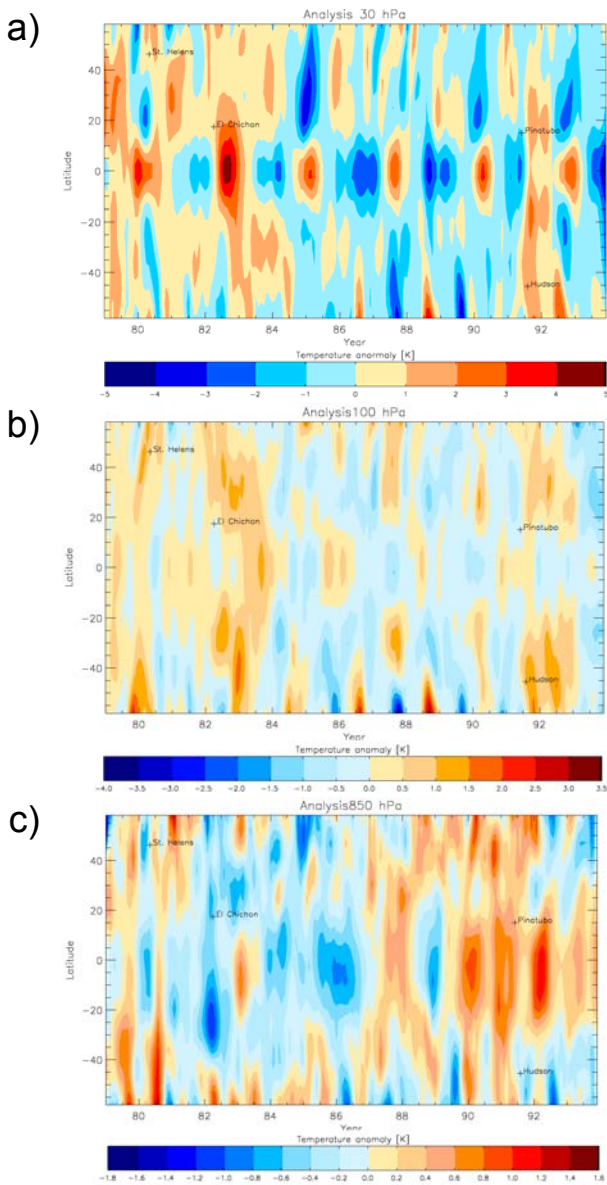 a)
Analysis 30 hPa
Latitude
40
20
0
-20
-40
St. Helens
El Chichon
Pinatubo
Hudson
80 82 84 86 88 90 92
Year
Temperature anormaly [K]
-5 -4 -3 -2 -1 0 1 2 3 4 5
b)
Analysis100 hPa
Latitude
40
20
0
-20
-40
St. Helens
El Chichon
Pinatubo
Hudson
80 82 84 86 88 90 92
Year
Temperature anomaly [K]
-4.0 -3.5 -3.0 -2.5 -2.0 -1.5 -1.0 -0.5 0.0 0.5 1.0 1.5 2.0 2.5 3.0 3.5
c)
Analysis850 hPa
Latitude
40
20
0
-20
-40
St. Helens
El Chichon
Pinatubo
Hudson
80 82 84 86 88 90 92
Year
Temperature anomaly [K]
-1.8 -1.6 -1.4 -1.2 -1.0 -0.8 -0.6 -0.4 -0.2 0.0 0.2 0.4 0.6 0.8 1.0 1.2 1.4 1.6